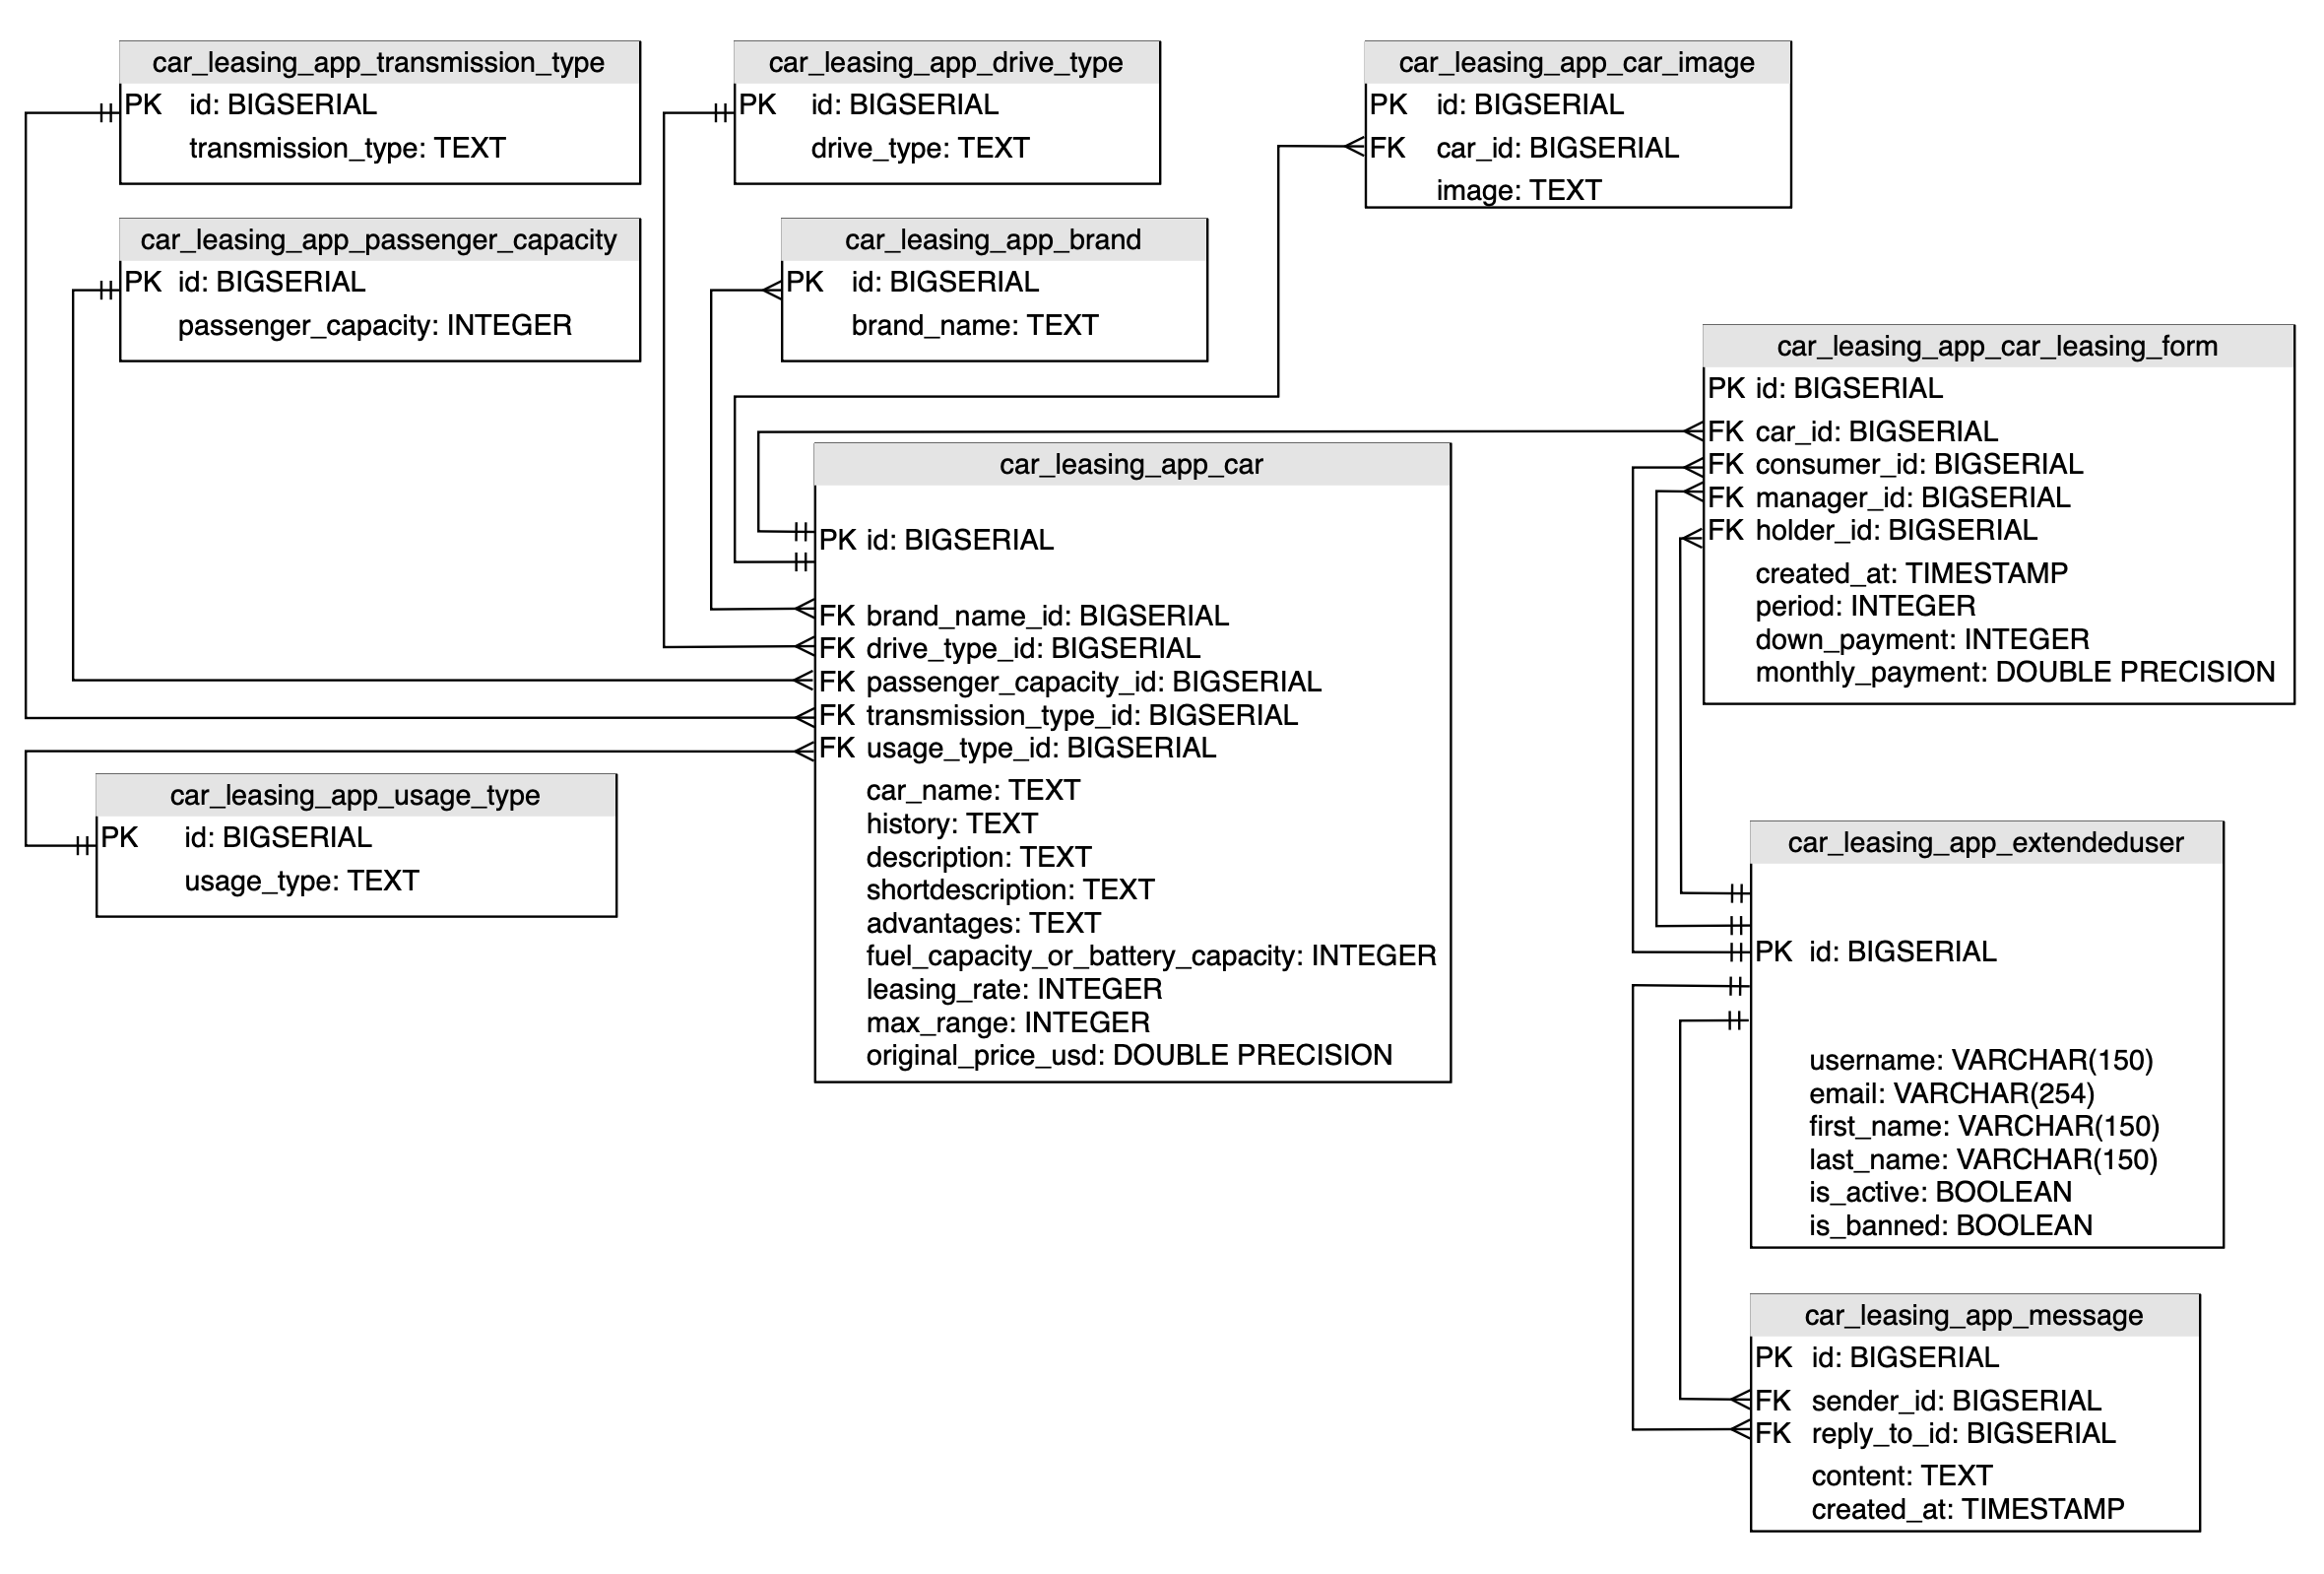 car_leasing_app_transmission_type
PK id: BIGSERIAL
transmission_type: TEXT
car_leasing_app_drive_type
PK id: BIGSERIAL
drive_type: TEXT
car_leasing_app_car_image
PK id: BIGSERIAL
FK car_id: BIGSERIAL
image: TEXT
car_leasing_app_passenger_capacity
PK id: BIGSERIAL
passenger_capacity: INTEGER
car_leasing_app_brand
PK id: BIGSERIAL
brand_name: TEXT
car_leasing_app_car_leasing_form
PK id: BIGSERIAL
FK car_id: BIGSERIAL
FK consumer_id: BIGSERIAL
FK manager_id: BIGSERIAL
FK holder_id: BIGSERIAL
created_at: TIMESTAMP
period: INTEGER
down_payment: INTEGER
monthly_payment: DOUBLE PRECISION
car_leasing_app_car
PK id: BIGSERIAL
FK brand_name_id: BIGSERIAL
FK drive_type_id: BIGSERIAL
FK passenger_capacity_id: BIGSERIAL
FK transmission_type_id: BIGSERIAL
FK usage_type_id: BIGSERIAL
car_name: TEXT
history: TEXT
description: TEXT
shortdescription: TEXT
advantages: TEXT
fuel_capacity_or_battery_capacity: INTEGER
leasing_rate: INTEGER
max_range: INTEGER
original_price_usd: DOUBLE PRECISION
car_leasing_app_usage_type
PK id: BIGSERIAL
usage_type: TEXT
car_leasing_app_extendeduser
PK id: BIGSERIAL
username: VARCHAR(150)
email: VARCHAR(254)
first_name: VARCHAR(150)
last_name: VARCHAR(150)
is_active: BOOLEAN
is_banned: BOOLEAN
car_leasing_app_message
PK id: BIGSERIAL
FK sender_id: BIGSERIAL
FK reply_to_id: BIGSERIAL
content: TEXT
created_at: TIMESTAMP